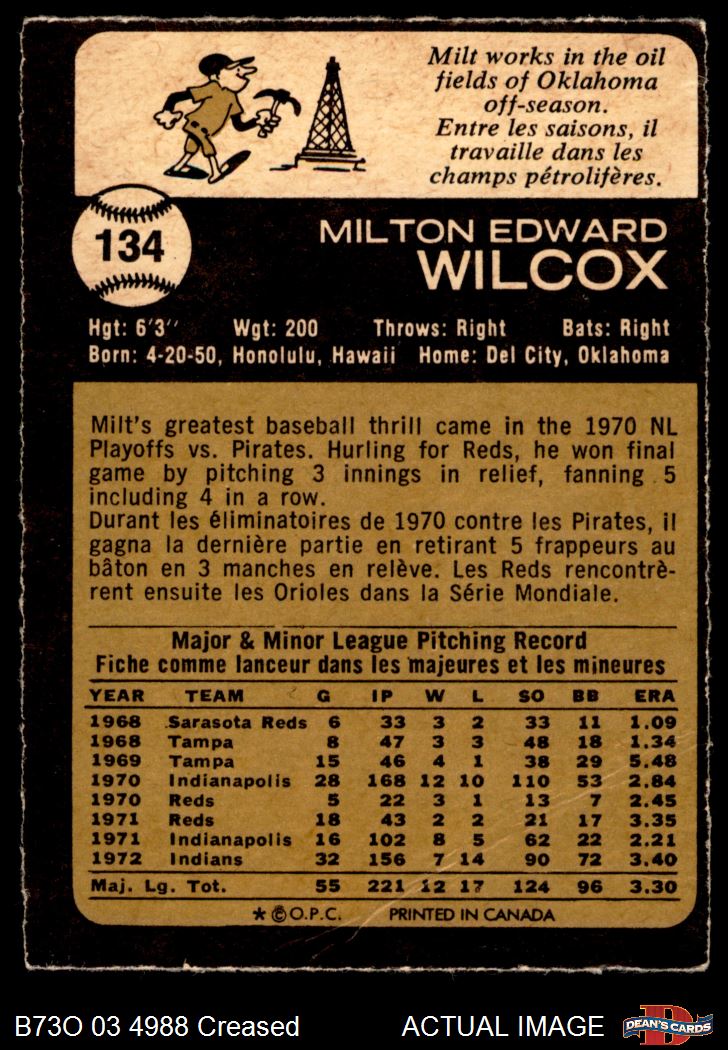 Milt works in the oil
fields of Oklahoma
off-season.
Entre les saisons, il
travaille dans les
champs pétrolifères.
134
MILTON EDWARD
WILCOX
Hgt: 6'3'' Wgt: 200 Throws: Right Bats: Right
Born: 4-20-50, Honolulu, Hawaii Home: Del City, Oklahoma
Milt's greatest baseball thrill came in the 1970 NL
Playoffs vs. Pirates. Hurling for Reds, he won final
game by pitching 3 innings in relief, fanning 5
including 4 in a row.
Durant les éliminatoires de 1970 contre les Pirates, il
gagna la dernière partie en retirant 5 frappeurs au
bâton en 3 manches en relève. Les Reds rencontrè-
rent ensuite les Orioles dans la Série Mondiale.
Major & Minor League Pitching Record
Fiche comme lanceur dans les majeures et les mineures
YEAR TEAM G IP W L SO BB ERA
1968 Sarasota Reds 6 33 3 2 33 11 1.09
1968 Tampa 8 47 3 3 48 18 1.34
1969 Tampa 15 46 4 1 38 29 5.48
1970 Indianapolis 28 168 12 10 110 53 2.84
1970 Reds 5 22 3 1 13 7 2.45
1971 Reds 18 43 2 2 21 17 3.35
1971 Indianapolis 16 102 8 5 62 22 2.21
1972 Indians 32 156 7 14 90 72 3.40
Maj. Lg. Tot. 55 221 12 17 124 96 3.30
* © O.P.C. PRINTED IN CANADA
B73O 03 4988 Creased ACTUAL IMAGE
D
DEAN'S CARDS